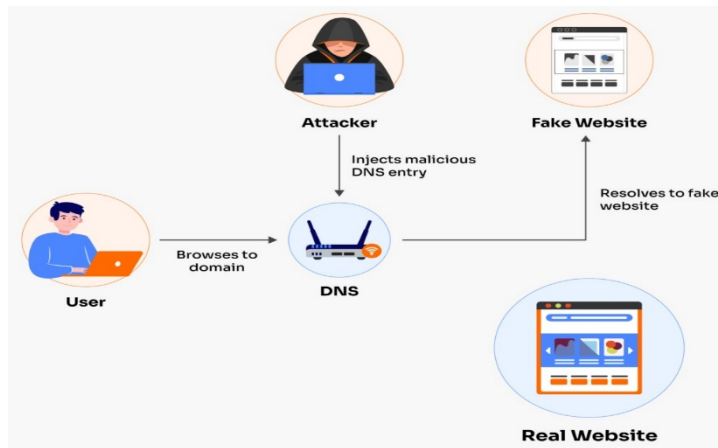 Attacker
Fake Website
Injects malicious
DNS entry
Resolves to fake
website
Browses to
domain
User
DNS
Real Website